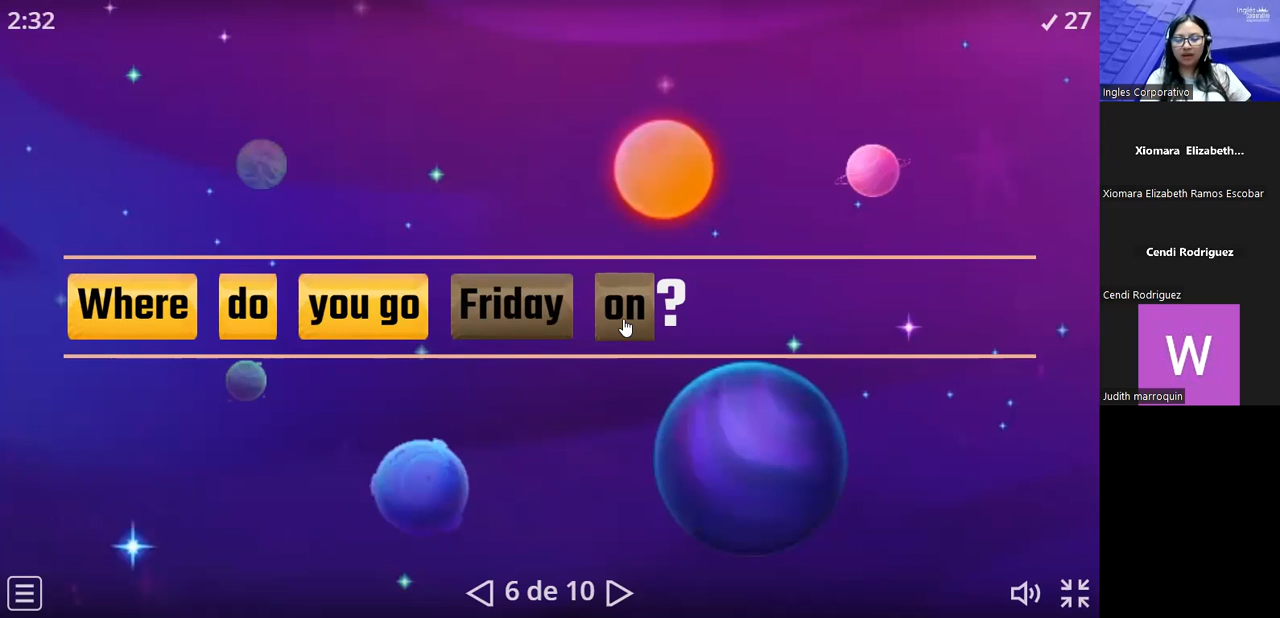 2:32
27
Where do you go Friday on?
6 de 10
Ingles Corporativo
Xiomara Elizabeth...
Xiomara Elizabeth Ramos Escobar
Cendi Rodriguez
Cendi Rodriguez
W
Judith marroquin